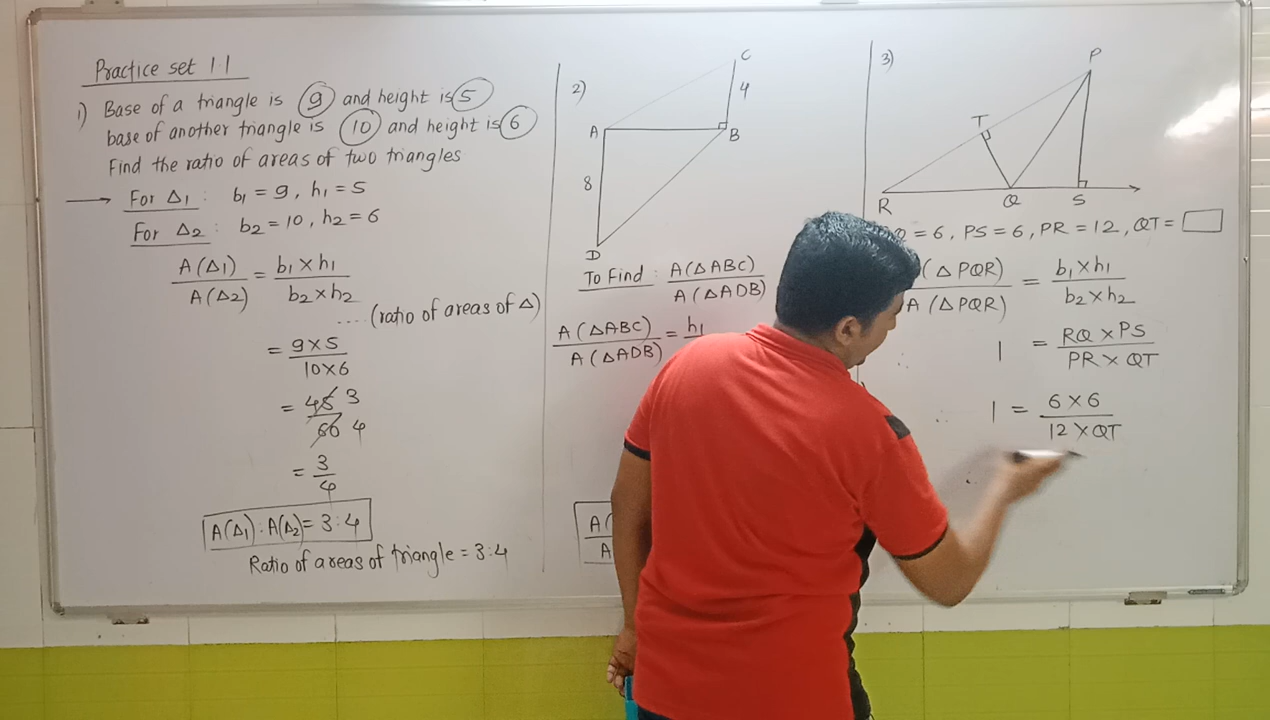 Practice set 1.1
1) Base of a triangle is 9 and height is 5
base of another triangle is 10 and height is 6
Find the ratio of areas of two triangles
→ For Δ1 : b1 = 9, h1 = 5
For Δ2 : b2 = 10, h2 = 6
A(Δ1)/A(Δ2) = b1 × h1 / b2 × h2
... (ratio of areas of Δ)
= 9 × 5 / 10 × 6
= 45 3 / 60 4
= 3/4
A(Δ1) : A(Δ2) = 3:4
Ratio of areas of triangle = 3:4
2)
C
4
A
B
8
D
To Find : A(ΔABC) / A(ΔADB)
A(ΔABC) / A(ΔADB) = h1
A(
A
3)
P
T
R
Q
S
= 6, PS = 6, PR = 12, QT =
(ΔPQR) / A(ΔPQR) = b1 × h1 / b2 × h2
1 = RQ × PS / PR × QT
1 = 6 × 6 / 12 × QT